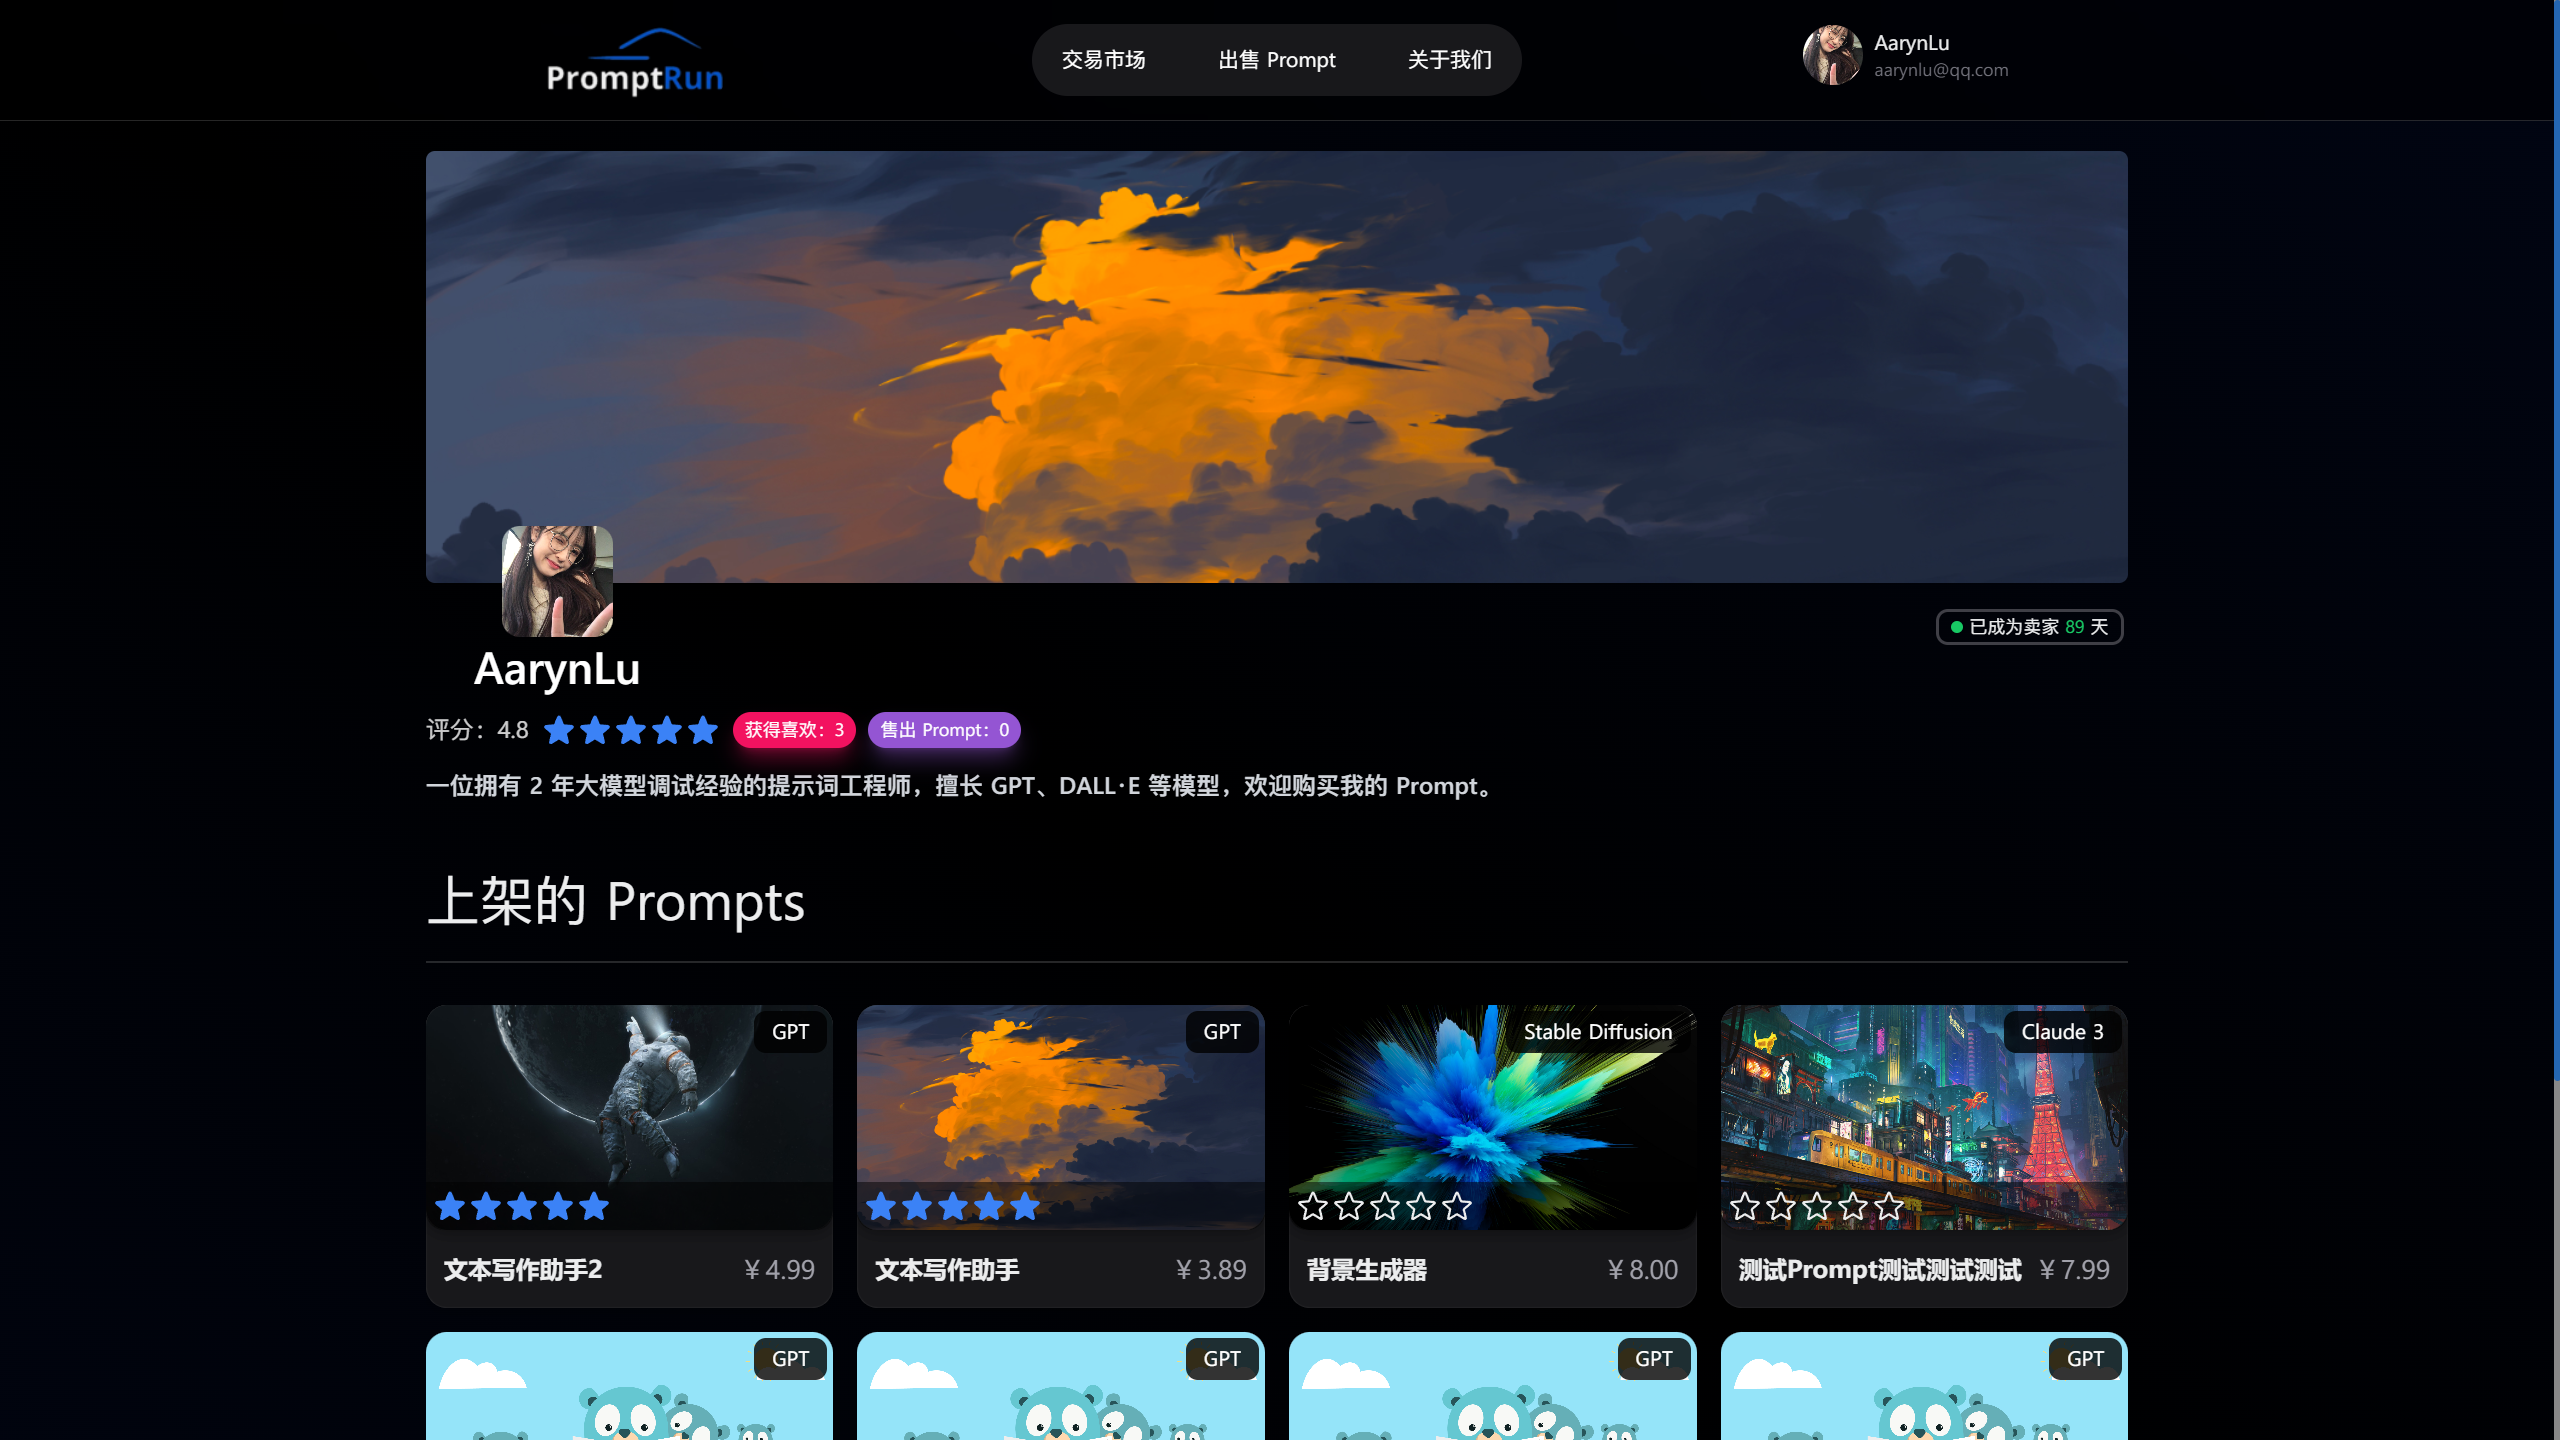 PromptRun
交易市场
出售 Prompt
关于我们
AarynLu
aarynlu@qq.com
已成为卖家 89 天
AarynLu
评分：4.8
获得喜欢：3
售出 Prompt：0
一位拥有 2 年大模型调试经验的提示词工程师，擅长 GPT、DALL·E 等模型，欢迎购买我的 Prompt。
上架的 Prompts
GPT
文本写作助手2
￥4.99
GPT
文本写作助手
￥3.89
Stable Diffusion
背景生成器
￥8.00
Claude 3
测试Prompt测试测试测试
￥7.99
GPT
GPT
GPT
GPT